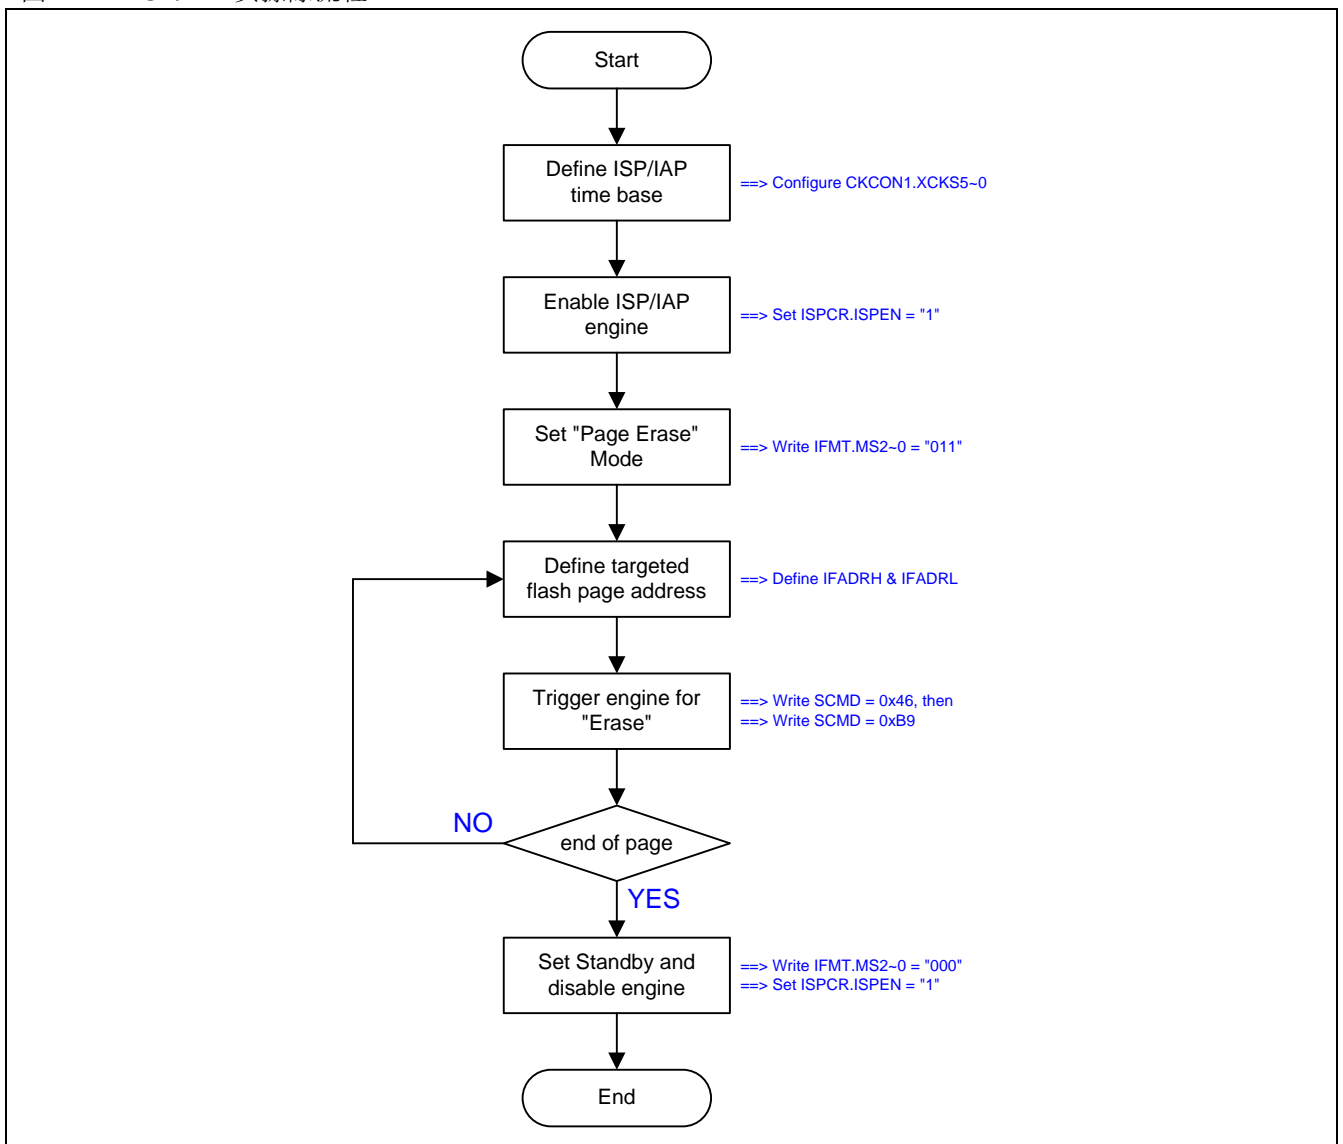 Start
Define ISP/IAP
time base
==> Configure CKCON1.XCKS5~0
Enable ISP/IAP
engine
==> Set ISPCR.ISPEN = "1"
Set "Page Erase"
Mode
==> Write IFMT.MS2~0 = "011"
Define targeted
flash page address
==> Define IFADRH & IFADRL
Trigger engine for
"Erase"
==> Write SCMD = 0x46, then
==> Write SCMD = 0xB9
end of page
NO
YES
Set Standby and
disable engine
==> Write IFMT.MS2~0 = "000"
==> Set ISPCR.ISPEN = "1"
End